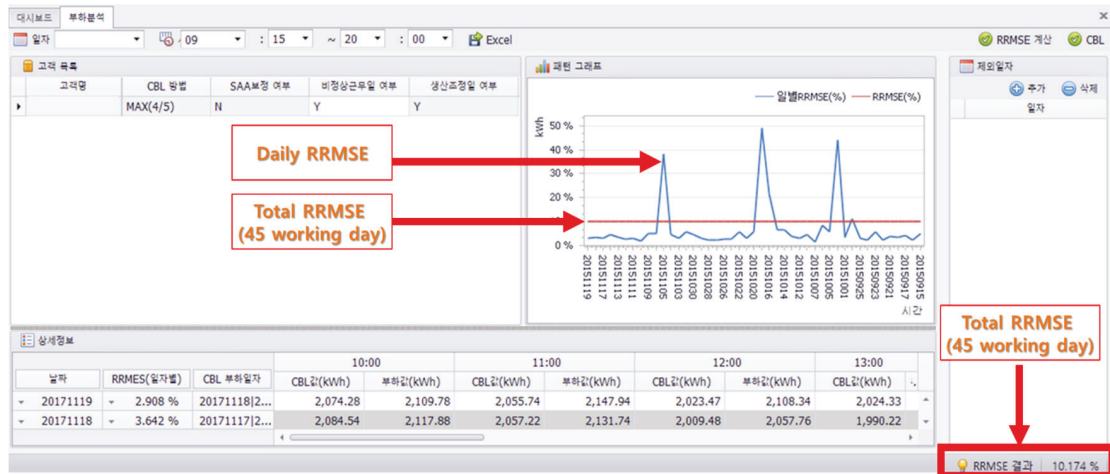 대시보드 부하분석
일자 09 : 15 ~ 20 : 00 Excel RRMSE 계산 CBL
고객 목록
고객명 CBL 방법 SAA보정 여부 비정상근무일 여부 생산조정일 여부
MAX(4/5) N Y Y
Daily RRMSE
Total RRMSE
(45 working day)
패턴 그래프
일별RRMSE(%) RRMSE(%)
kWh
50 %
40 %
30 %
20 %
0 %
20151119 20151117 20151113 20151111 20151109 20151105 20151103 20151030 20151028 20151026 20151022 20151020 20151016 20151014 20151012 20151007 20151005 20151001 20150925 20150923 20150921 20150917 20150915
시간
제외일자
추가 삭제
일자
Total RRMSE
(45 working day)
상세정보
10:00 11:00 12:00 13:00
날짜 RRMES(일자별) CBL 부하일자 CBL값(kWh) 부하값(kWh) CBL값(kWh) 부하값(kWh) CBL값(kWh) 부하값(kWh) CBL값(kWh)
20171119 2.908 % 20171118|2... 2,074.28 2,109.78 2,055.74 2,147.94 2,023.47 2,108.34 2,024.33
20171118 3.642 % 20171117|2... 2,084.54 2,117.88 2,057.22 2,131.74 2,009.48 2,057.76 1,990.22
RRMSE 결과 10.174 %